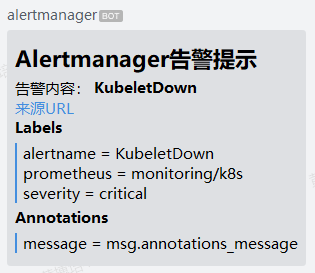 alertmanager BOT
Alertmanager告警提示
告警内容： KubeletDown
来源URL
Labels
alertname = KubeletDown
prometheus = monitoring/k8s
severity = critical
Annotations
message = msg.annotations_message